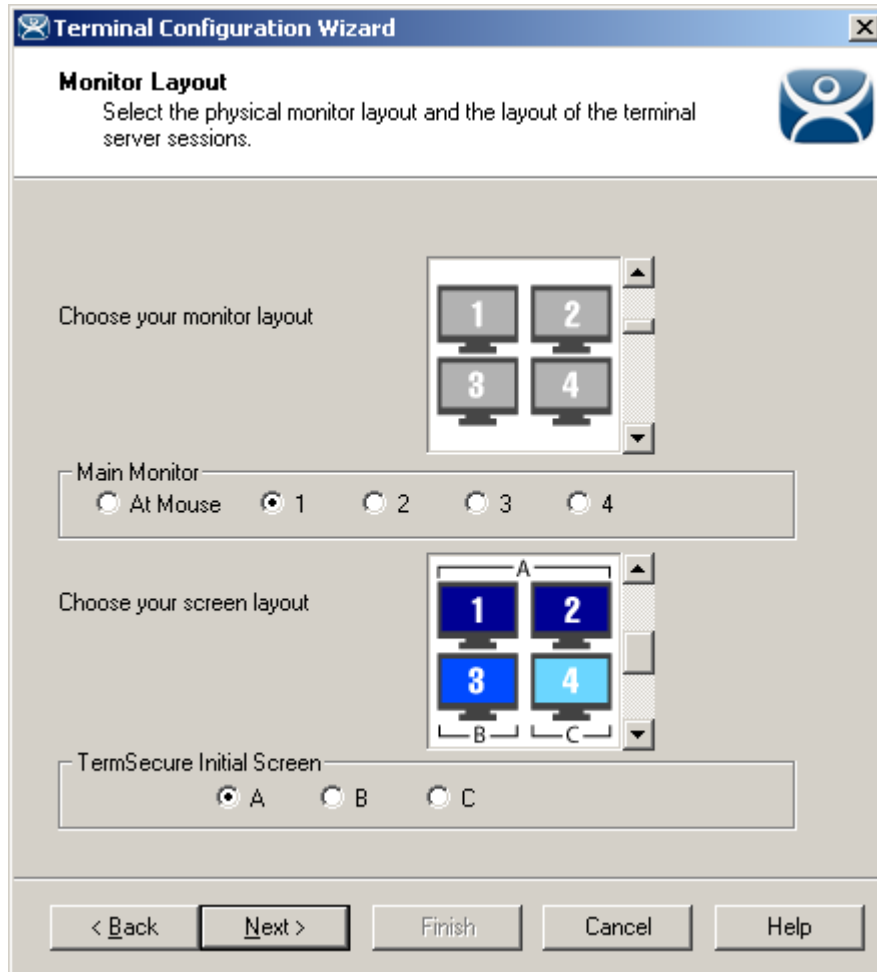 Terminal Configuration Wizard
Monitor Layout
Select the physical monitor layout and the layout of the terminal
server sessions.
Choose your monitor layout
1 2
3 4
Main Monitor
At Mouse 1 2 3 4
Choose your screen layout
A
1 2
3 4
B C
TermSecure Initial Screen
A B C
< Back Next > Finish Cancel Help